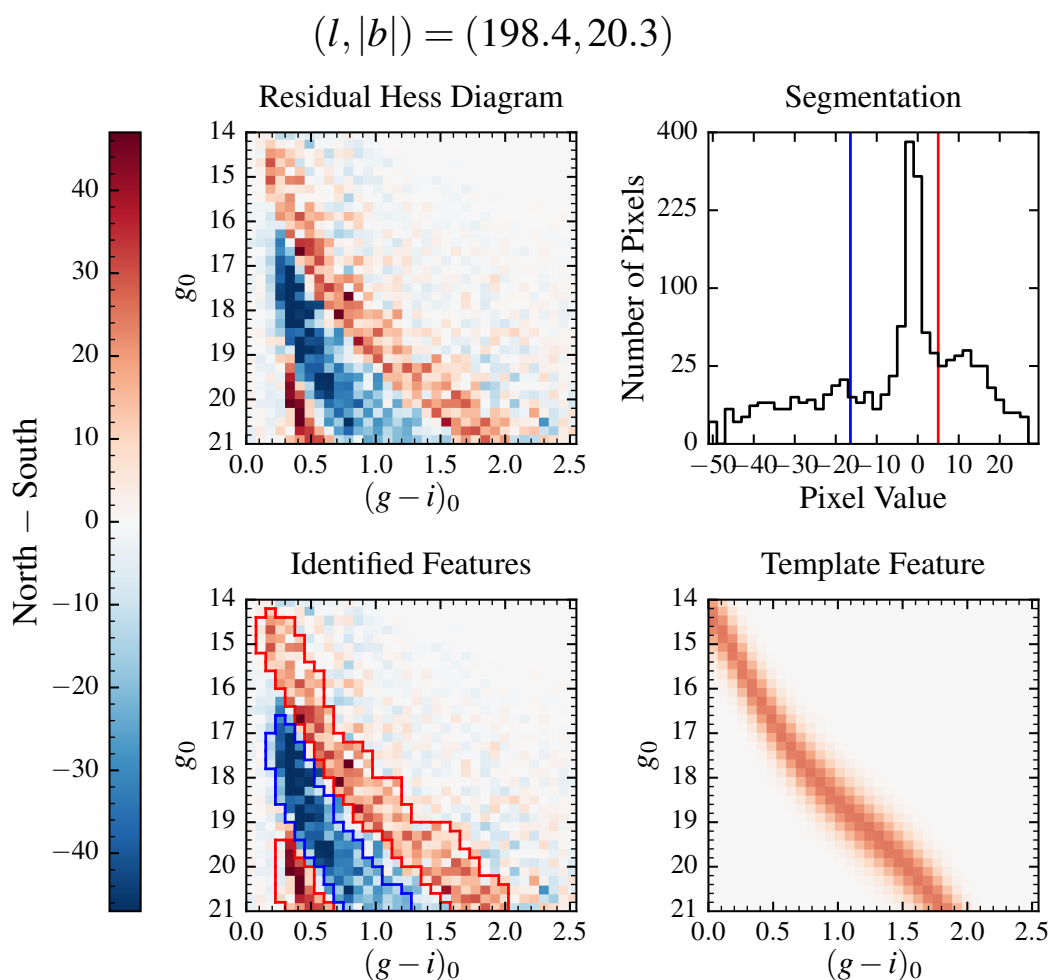 (l, |b|) = (198.4, 20.3)
Residual Hess Diagram
14
15
16
17
18
19
20
21
g₀
0.0 0.5 1.0 1.5 2.0 2.5
(g − i)₀
Segmentation
400
225
100
25
0
Number of Pixels
−50 −40 −30 −20 −10 0 10 20
Pixel Value
North − South
40
30
20
10
0
−10
−20
−30
−40
Identified Features
14
15
16
17
18
19
20
21
g₀
0.0 0.5 1.0 1.5 2.0 2.5
(g − i)₀
Template Feature
14
15
16
17
18
19
20
21
g₀
0.0 0.5 1.0 1.5 2.0 2.5
(g − i)₀